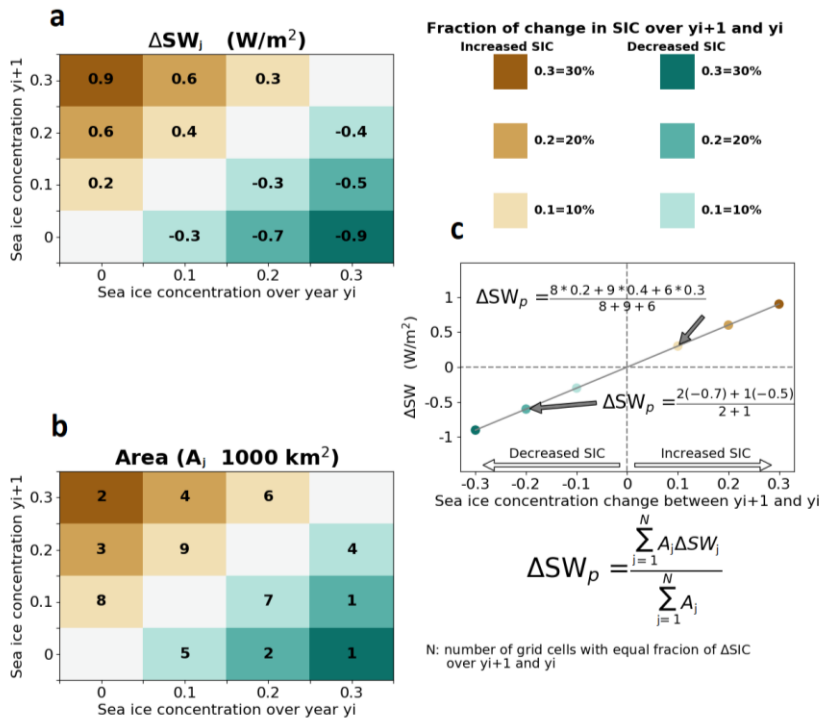 a
ΔSWj (W/m²)
Sea ice concentration yi+1
0.3
0.2
0.1
0
0.9 0.6 0.3
0.6 0.4 -0.4
0.2 -0.3 -0.5
-0.3 -0.7 -0.9
0 0.1 0.2 0.3
Sea ice concentration over year yi
Fraction of change in SIC over yi+1 and yi
Increased SIC Decreased SIC
0.3=30% 0.3=30%
0.2=20% 0.2=20%
0.1=10% 0.1=10%
c
ΔSWp = (8*0.2+9*0.4+6*0.3)/(8+9+6)
ΔSW (W/m²)
1
0.5
0
-0.5
-1
ΔSWp = (2(-0.7)+1(-0.5))/(2+1)
Decreased SIC Increased SIC
-0.3 -0.2 -0.1 0 0.1 0.2 0.3
Sea ice concentration change between yi+1 and yi
b
Area (Aj 1000 km²)
Sea ice concentration yi+1
0.3
0.2
0.1
0
2 4 6
3 9 4
8 7 1
5 2 1
0 0.1 0.2 0.3
Sea ice concentration over year yi
ΔSWp = (∑ j=1 N AjΔSWj)/(∑ j=1 N Aj)
N: number of grid cells with equal fracion of ΔSIC
over yi+1 and yi